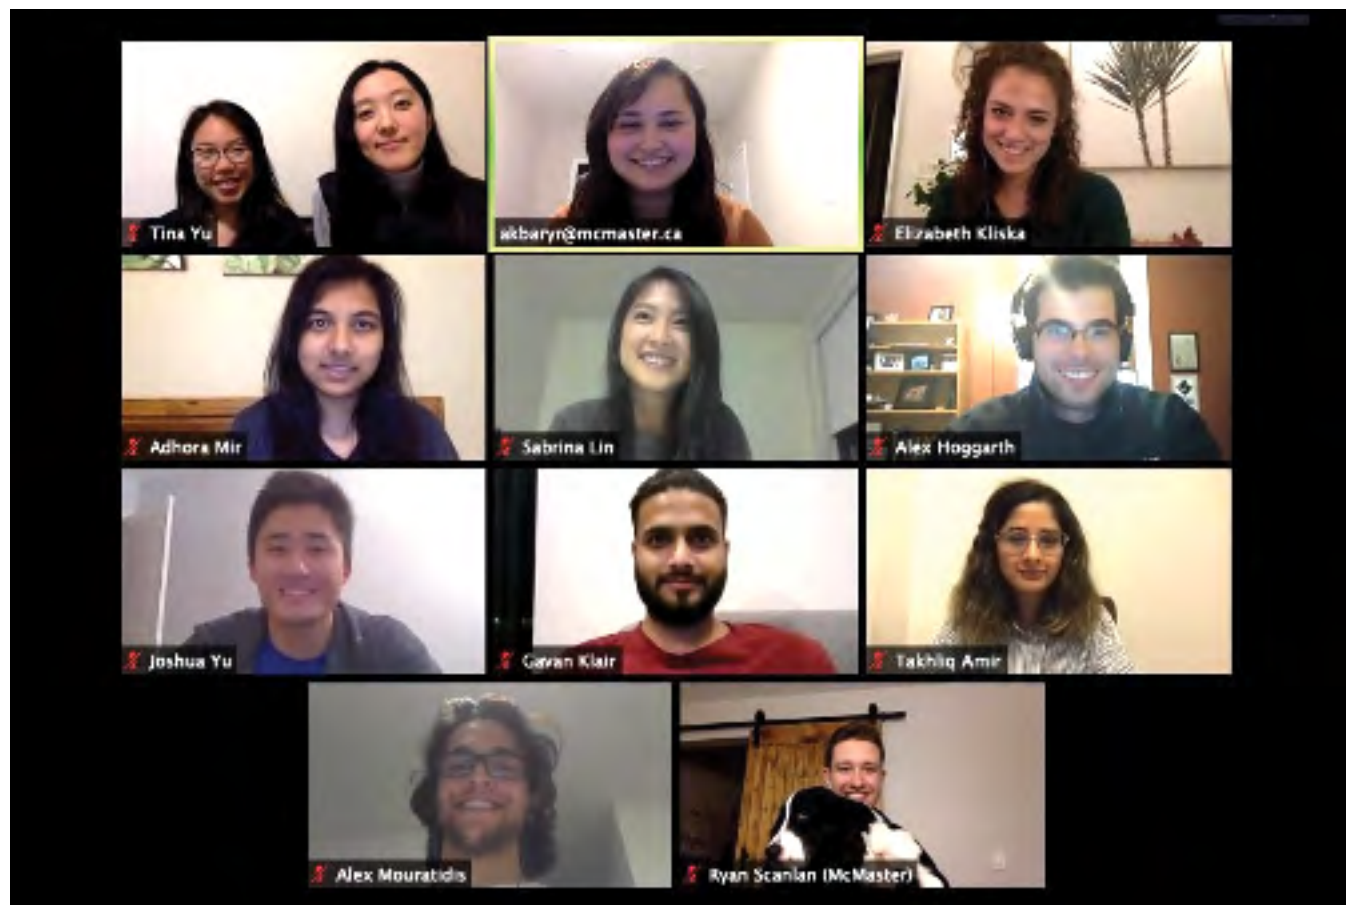 Tina Yu
akbaryr@mcmaster.ca
Elizabeth Kliska
Adhora Mir
Sabrina Lin
Alex Hoggarth
Joshua Yu
Gavan Klair
Takhliq Amir
Alex Mouratidis
Ryan Scanlan (McMaster)